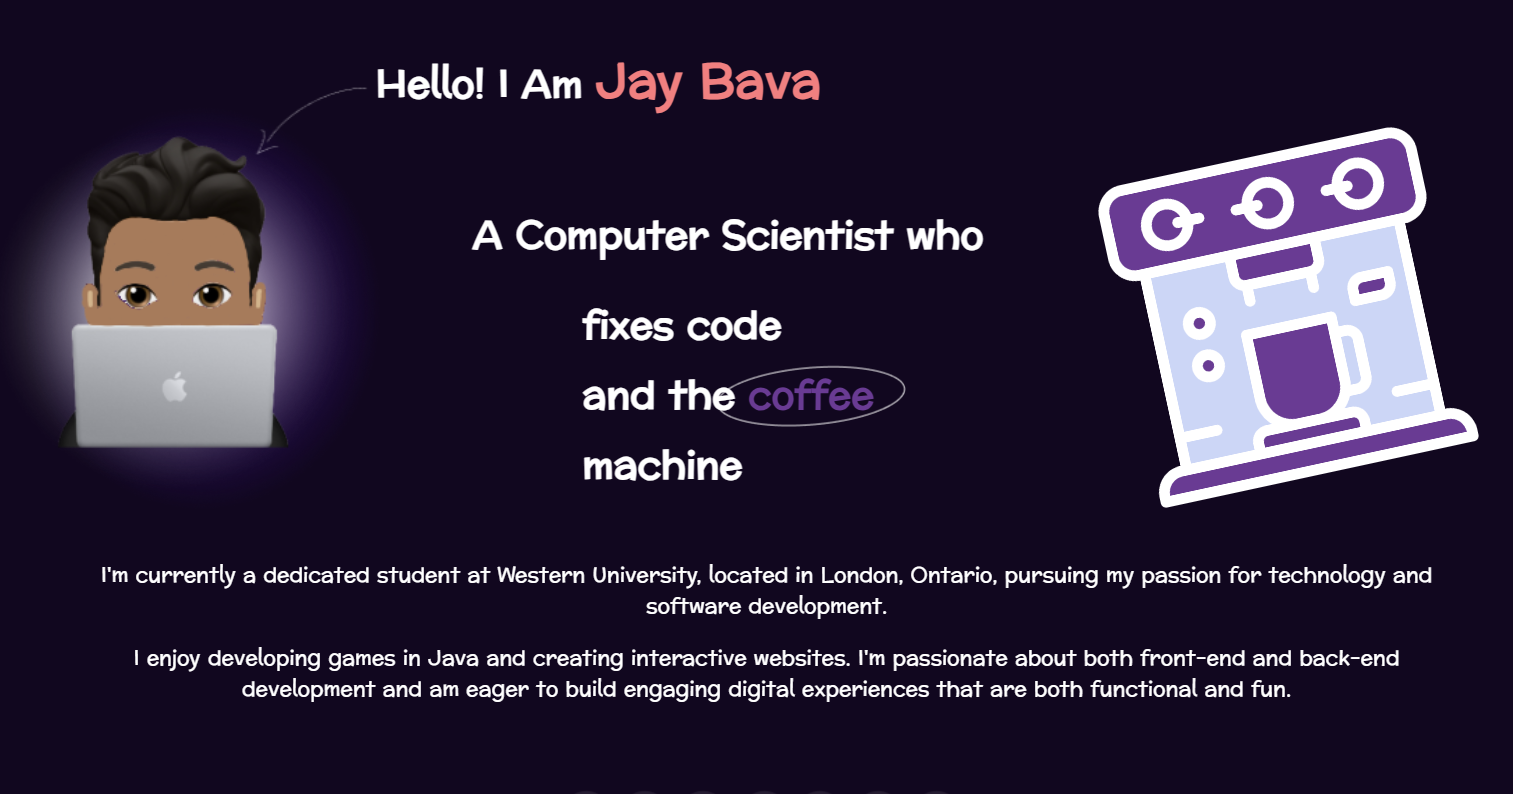 Hello! I Am Jay Bava
A Computer Scientist who
fixes code
and the coffee
machine
I'm currently a dedicated student at Western University, located in London, Ontario, pursuing my passion for technology and
software development.
I enjoy developing games in Java and creating interactive websites. I'm passionate about both front-end and back-end
development and am eager to build engaging digital experiences that are both functional and fun.